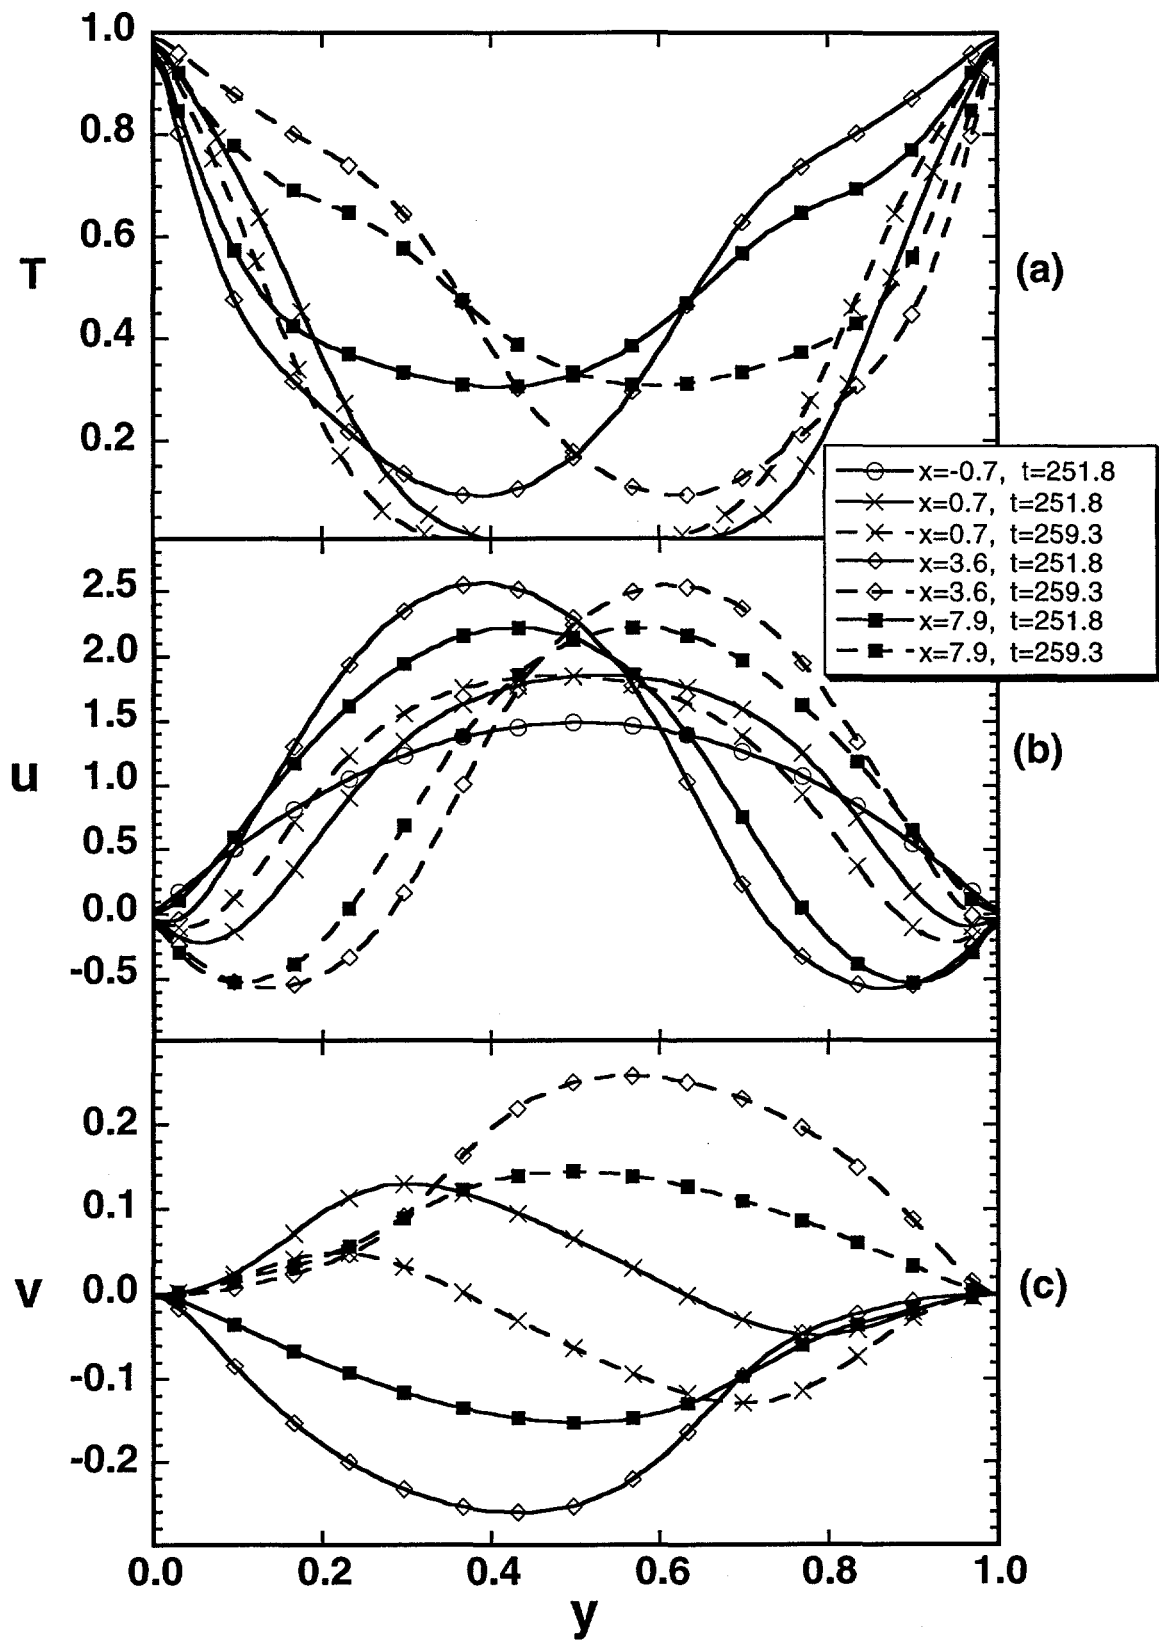 1.0
0.8
0.6
0.4
0.2
T
(a)
x=-0.7, t=251.8
x=0.7, t=251.8
x=0.7, t=259.3
x=3.6, t=251.8
x=3.6, t=259.3
x=7.9, t=251.8
x=7.9, t=259.3
2.5
2.0
1.5
1.0
0.5
0.0
-0.5
u
(b)
0.2
0.1
0.0
-0.1
-0.2
v
(c)
0.0 0.2 0.4 0.6 0.8 1.0
y